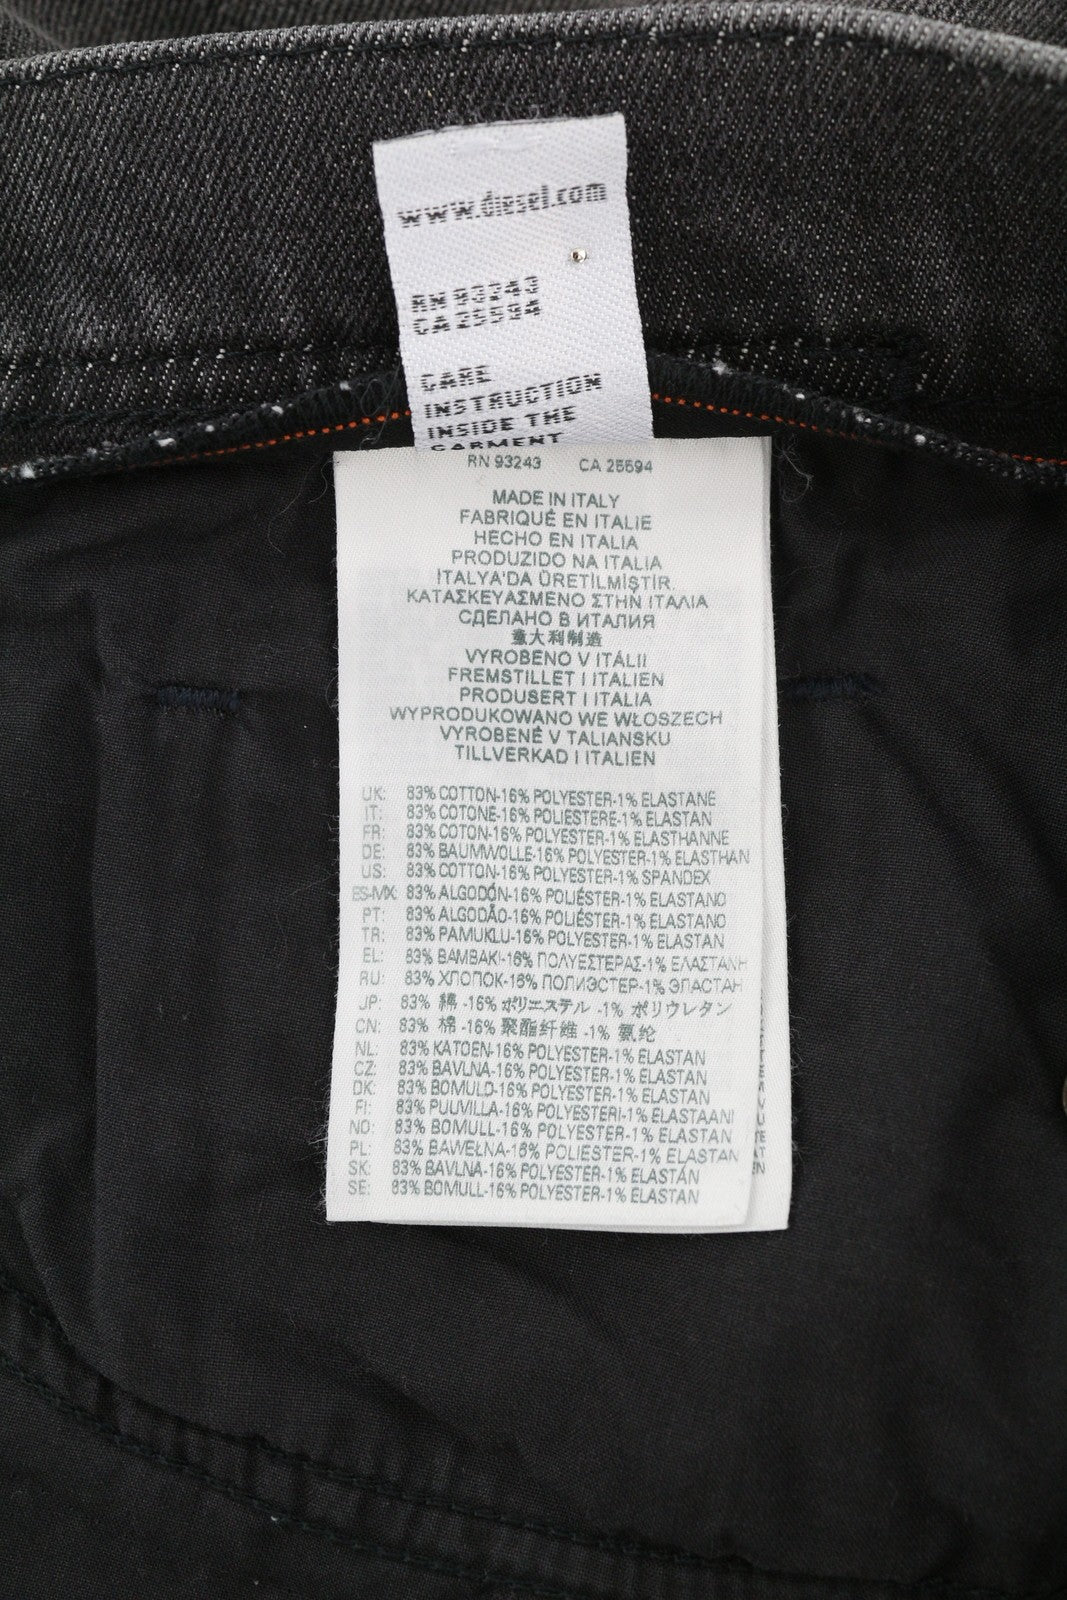 www.diesel.com
RN 93243
CA 25594
CARE
INSTRUCTION
INSIDE THE
GARMENT
RN 93243 CA 25594
MADE IN ITALY
FABRIQUÉ EN ITALIE
HECHO EN ITALIA
PRODUZIDO NA ITALIA
İTALYA'DA ÜRETİLMİŞTİR
ΚΑΤΑΣΚΕΥΑΣΜΕΝΟ ΣΤΗΝ ΙΤΑΛΙΑ
СДЕЛАНО В ИТАЛИЯ
意大利制造
VYROBENO V ITÁLII
FREMSTILLET I ITALIEN
PRODUSERT I ITALIA
WYPRODUKOWANO WE WŁOSZECH
VYROBENÉ V TALIANSKU
TILLVERKAD I ITALIEN
UK: 83% COTTON-16% POLYESTER-1% ELASTANE
IT: 83% COTONE-16% POLIESTERE-1% ELASTAN
FR: 83% COTON-16% POLYESTER-1% ELASTHANNE
DE: 83% BAUMWOLLE-16% POLYESTER-1% ELASTHAN
US: 83% COTTON-16% POLYESTER-1% SPANDEX
ES-MX: 83% ALGODÓN-16% POLIÉSTER-1% ELASTANO
PT: 83% ALGODÃO-16% POLIÉSTER-1% ELASTANO
TR: 83% PAMUKLU-16% POLYESTER-1% ELASTAN
EL: 83% ΒΑΜΒΑΚΙ-16% ΠΟΛΥΕΣΤΕΡΑΣ-1% ΕΛΑΣΤΑΝΗ
RU: 83% ХЛОПОК-16% ПОЛИЭСТЕР-1% ЭЛАСТАН
JP: 83% 綿 -16% ポリエステル -1% ポリウレタン
CN: 83% 棉 -16% 聚酯纤维 -1% 氨纶
NL: 83% KATOEN-16% POLYESTER-1% ELASTAN
CZ: 83% BAVLNA-16% POLYESTER-1% ELASTAN
DK: 83% BOMULD-16% POLYESTER-1% ELASTAN
FI: 83% PUUVILLA-16% POLYESTERI-1% ELASTAANI
NO: 83% BOMULL-16% POLYESTER-1% ELASTAN
PL: 83% BAWEŁNA-16% POLIESTER-1% ELASTAN
SK: 83% BAVLNA-16% POLYESTER-1% ELASTÁN
SE: 83% BOMULL-16% POLYESTER-1% ELASTAN